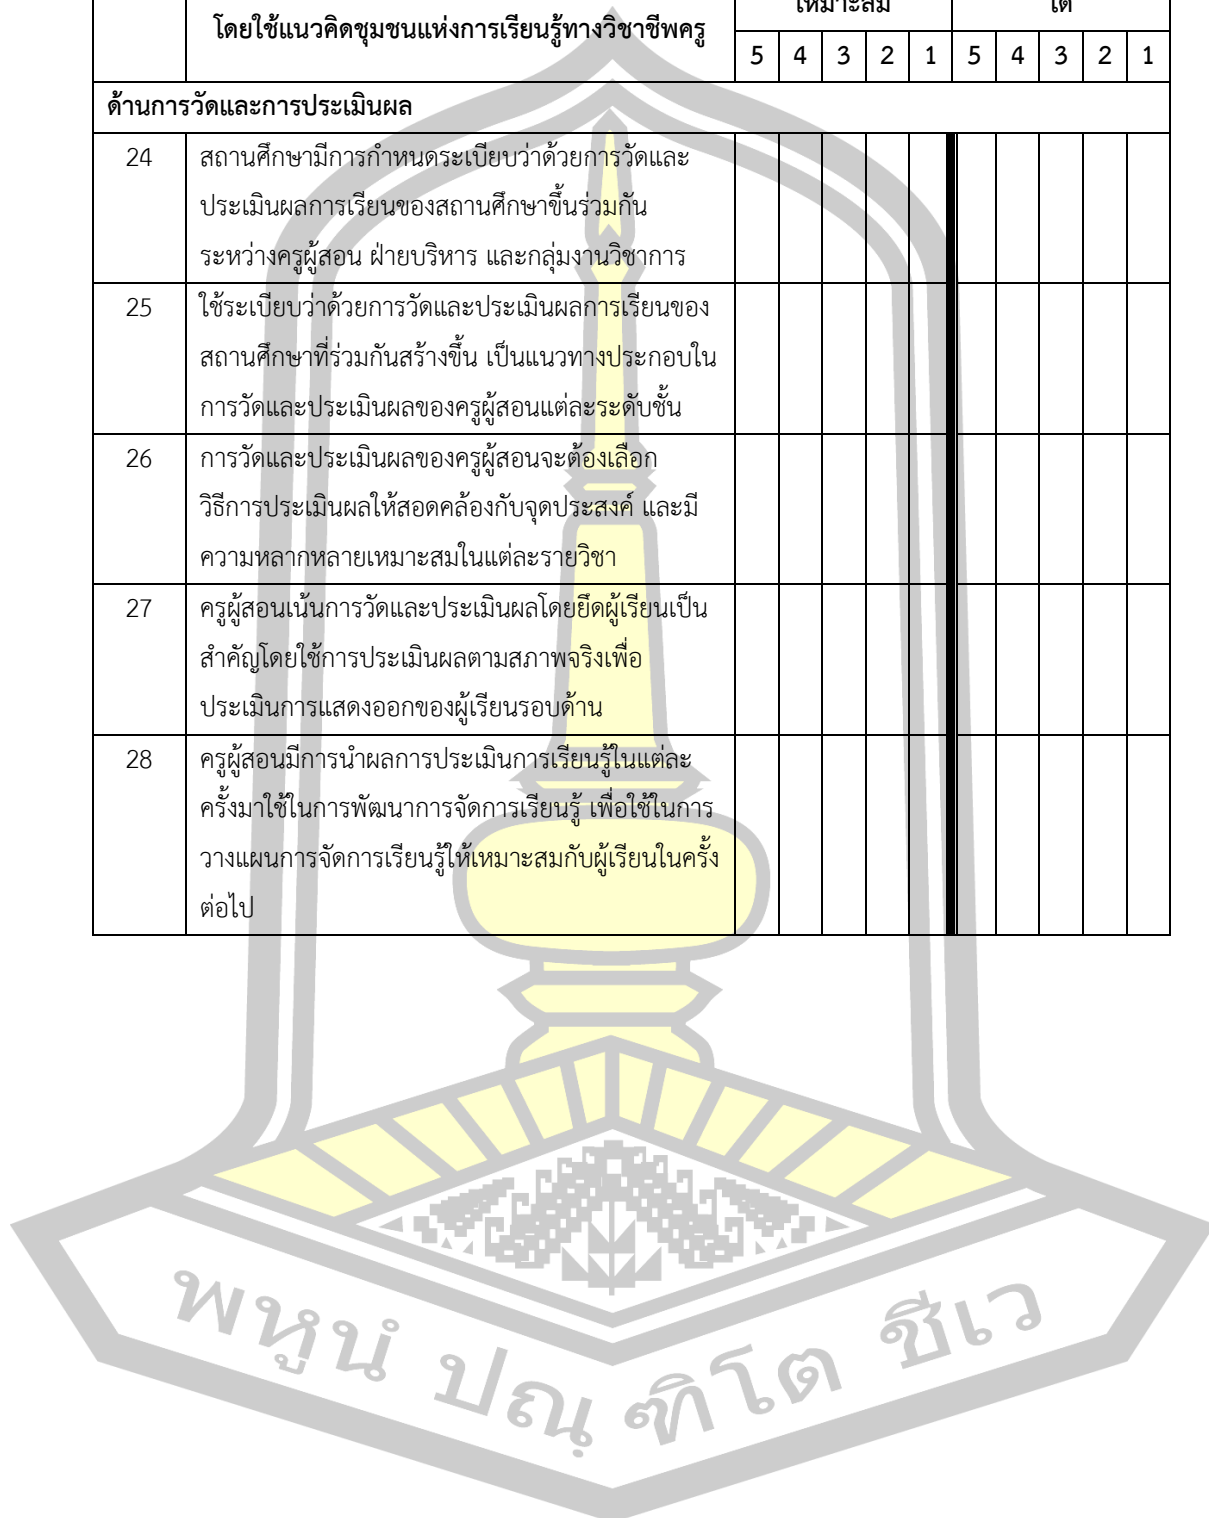 เหมาะสม ได้
โดยใช้แนวคิดชุมชนแห่งการเรียนรู้ทางวิชาชีพครู
5 4 3 2 1 5 4 3 2 1
ด้านการวัดและการประเมินผล
24 สถานศึกษามีการกำหนดระเบียบว่าด้วยการวัดและ
ประเมินผลการเรียนของสถานศึกษาขึ้นร่วมกัน
ระหว่างครูผู้สอน ฝ่ายบริหาร และกลุ่มงานวิชาการ
25 ใช้ระเบียบว่าด้วยการวัดและประเมินผลการเรียนของ
สถานศึกษาที่ร่วมกันสร้างขึ้น เป็นแนวทางประกอบใน
การวัดและประเมินผลของครูผู้สอนแต่ละระดับชั้น
26 การวัดและประเมินผลของครูผู้สอนจะต้องเลือก
วิธีการประเมินผลให้สอดคล้องกับจุดประสงค์ และมี
ความหลากหลายเหมาะสมในแต่ละรายวิชา
27 ครูผู้สอนเน้นการวัดและประเมินผลโดยยึดผู้เรียนเป็น
สำคัญโดยใช้การประเมินผลตามสภาพจริงเพื่อ
ประเมินการแสดงออกของผู้เรียนรอบด้าน
28 ครูผู้สอนมีการนำผลการประเมินการเรียนรู้ในแต่ละ
ครั้งมาใช้ในการพัฒนาการจัดการเรียนรู้ เพื่อใช้ในการ
วางแผนการจัดการเรียนรู้ให้เหมาะสมกับผู้เรียนในครั้ง
ต่อไป
พหูนํ ปณฺฑิโต ชีเว